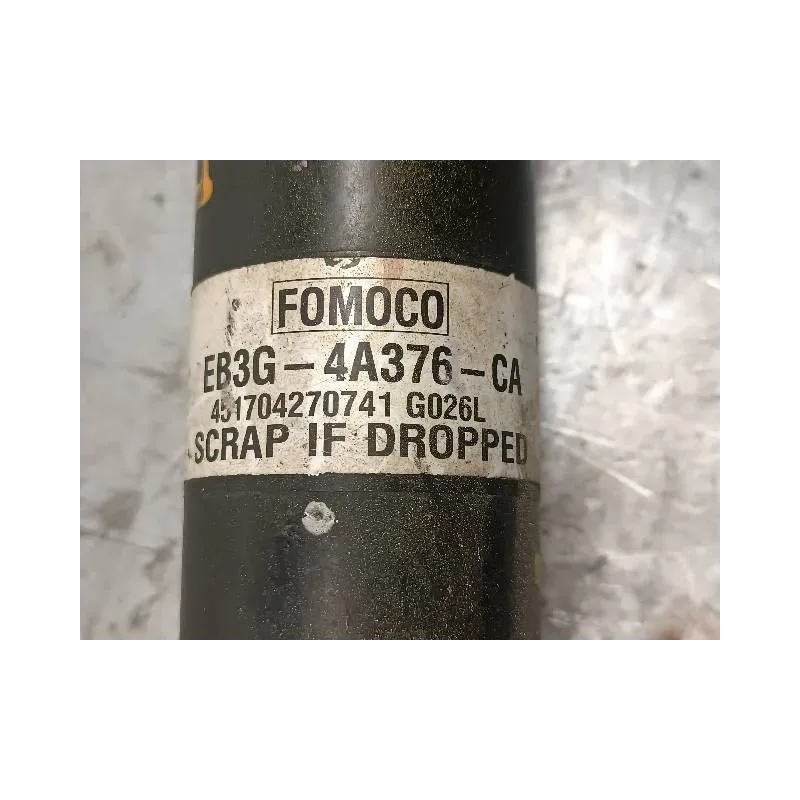 FOMOCO
EB3G-4A376-CA
451704270741 G026L
SCRAP IF DROPPED